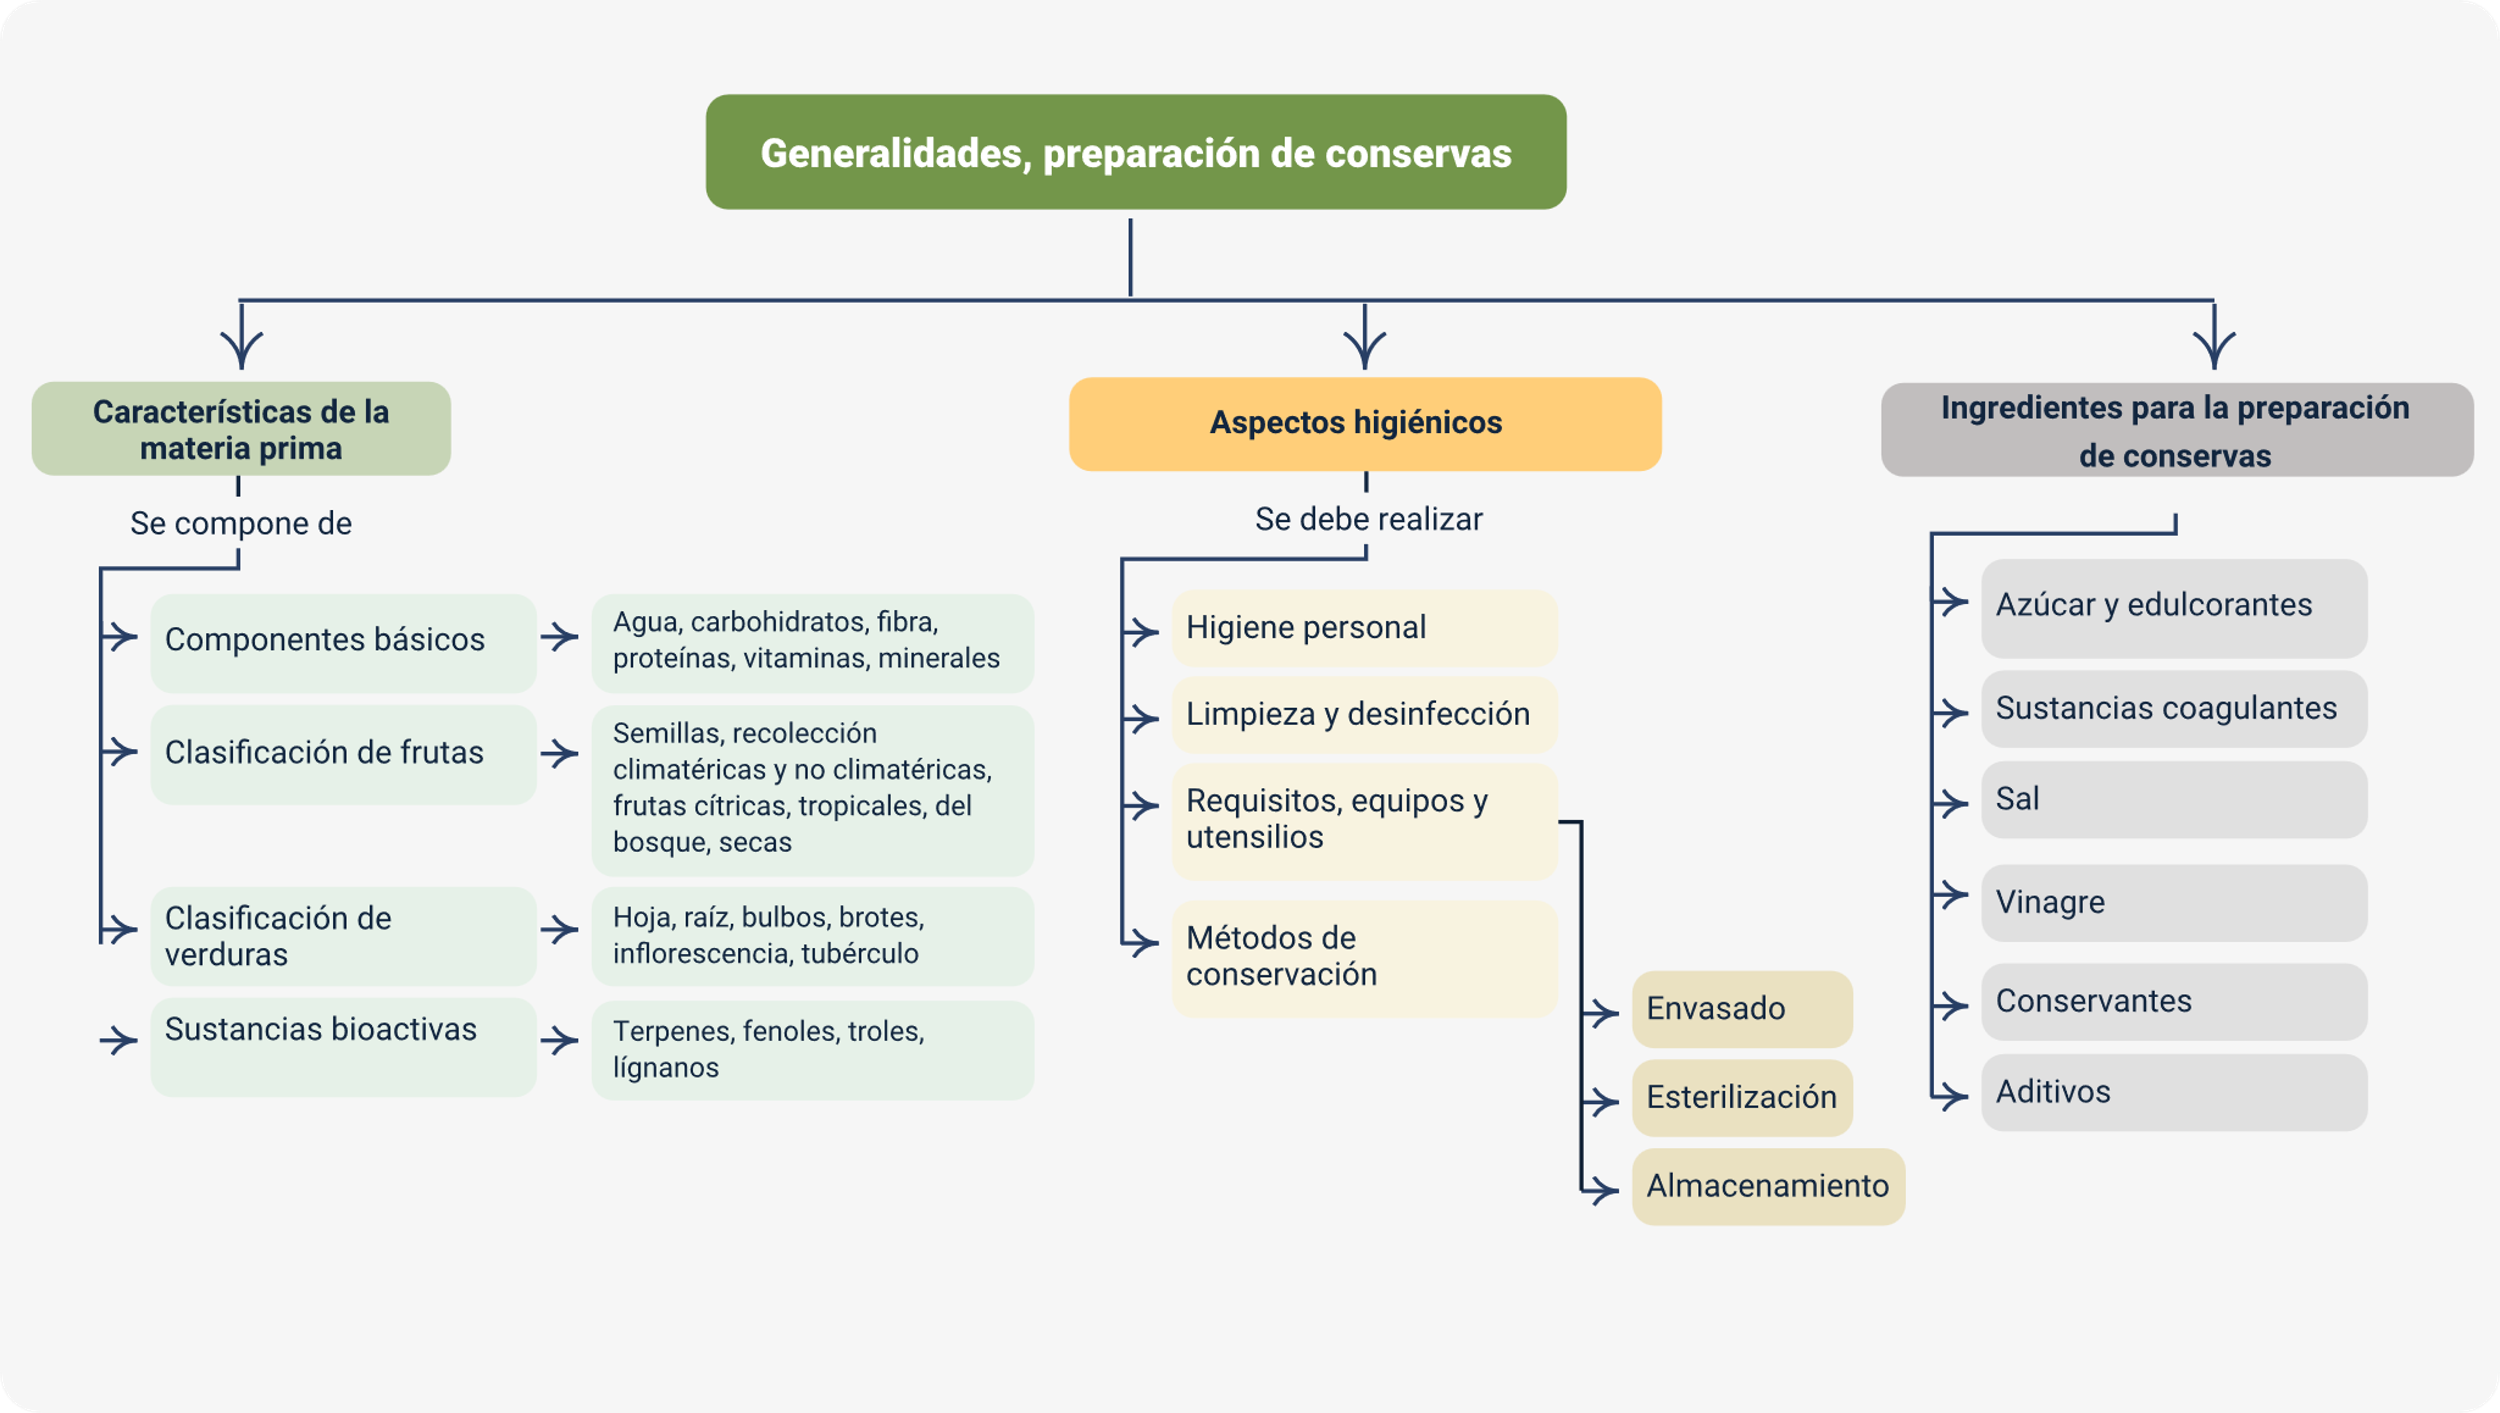 Generalidades, preparación de conservas
Características de la
materia prima
Se compone de
Componentes básicos
Agua, carbohidratos, fibra,
proteínas, vitaminas, minerales
Clasificación de frutas
Semillas, recolección
climatéricas y no climatéricas,
frutas cítricas, tropicales, del
bosque, secas
Clasificación de
verduras
Hoja, raíz, bulbos, brotes,
inflorescencia, tubérculo
Sustancias bioactivas
Terpenes, fenoles, troles,
lígnanos
Aspectos higiénicos
Se debe realizar
Higiene personal
Limpieza y desinfección
Requisitos, equipos y
utensilios
Métodos de
conservación
Envasado
Esterilización
Almacenamiento
Ingredientes para la preparación
de conservas
Azúcar y edulcorantes
Sustancias coagulantes
Sal
Vinagre
Conservantes
Aditivos